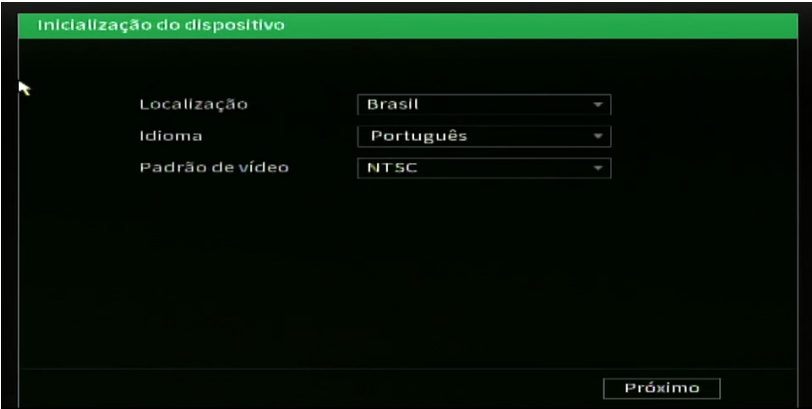 Inicialização do dispositivo
Localização Brasil
Idioma Português
Padrão de vídeo NTSC
Próximo